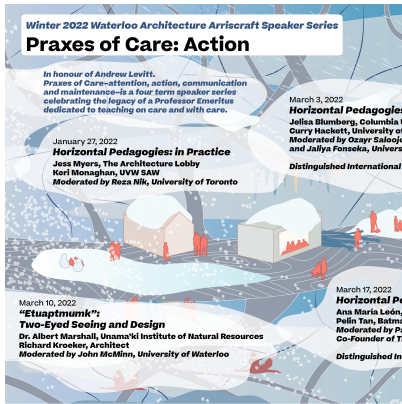 Winter 2022 Waterloo Architecture Arriscraft Speaker Series
Praxes of Care: Action
In honour of Andrew Levitt.
Praxes of Care–attention, action, communication
and maintenance–is a four term speaker series
celebrating the legacy of a Professor Emeritus
dedicated to teaching on care and with care.
January 27, 2022
Horizontal Pedagogies: in Practice
Jess Myers, The Architecture Lobby
Keri Monaghan, UVW SAW
Moderated by Reza Nik, University of Toronto
March 3, 2022
Horizontal Pedagogies
Jelisa Blumberg, Columbia
Curry Hackett, University of
Moderated by Ozayr Saloojee
and Jaliya Fonseka,
Distinguished International
March 10, 2022
“Etuaptmumk”:
Two-Eyed Seeing and Design
Dr. Albert Marshall, Unama’ki Institute of Natural Resources
Richard Kroeker, Architect
Moderated by John McMinn, University of Waterloo
March 17, 2022
Horizontal
Ana María León,
Pelin Tan,
Moderated by
Co-Founder of
Distinguished